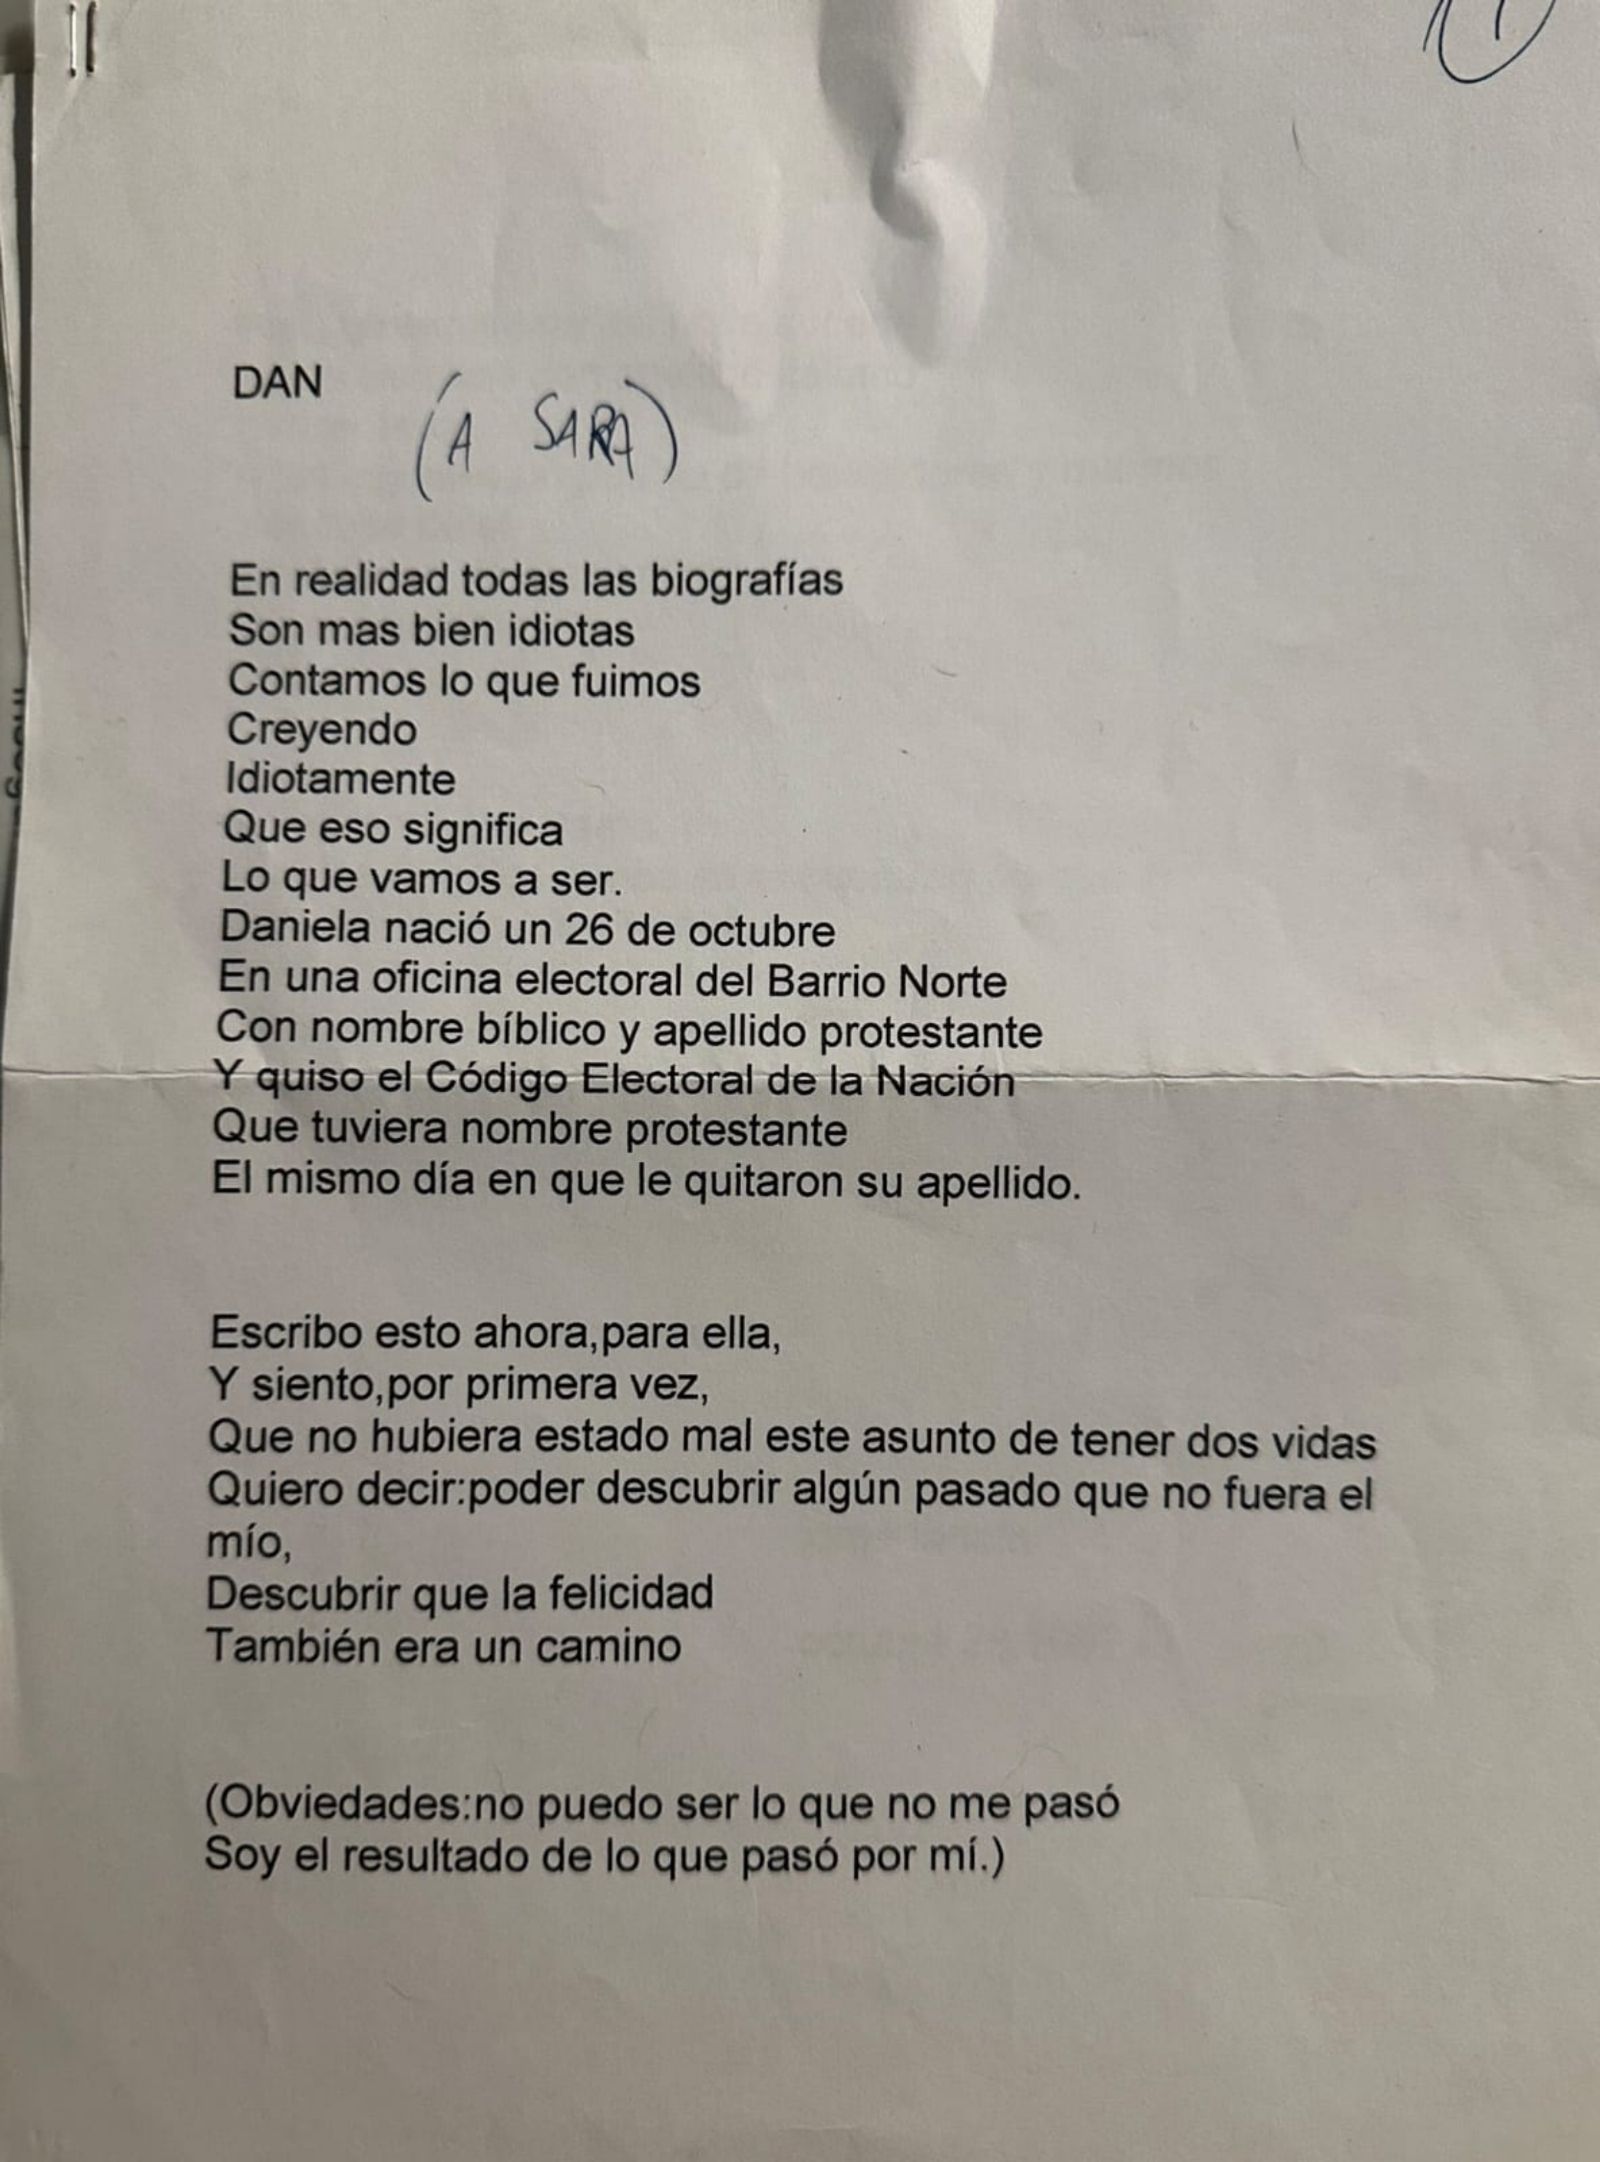 1
DAN
(A SARA)
En realidad todas las biografías
Son mas bien idiotas
Contamos lo que fuimos
Creyendo
Idiotamente
Que eso significa
Lo que vamos a ser.
Daniela nació un 26 de octubre
En una oficina electoral del Barrio Norte
Con nombre bíblico y apellido protestante
Y quiso el Código Electoral de la Nación
Que tuviera nombre protestante
El mismo día en que le quitaron su apellido.
Escribo esto ahora,para ella,
Y siento,por primera vez,
Que no hubiera estado mal este asunto de tener dos vidas
Quiero decir:poder descubrir algún pasado que no fuera el
mío,
Descubrir que la felicidad
También era un camino
(Obviedades:no puedo ser lo que no me pasó
Soy el resultado de lo que pasó por mí.)